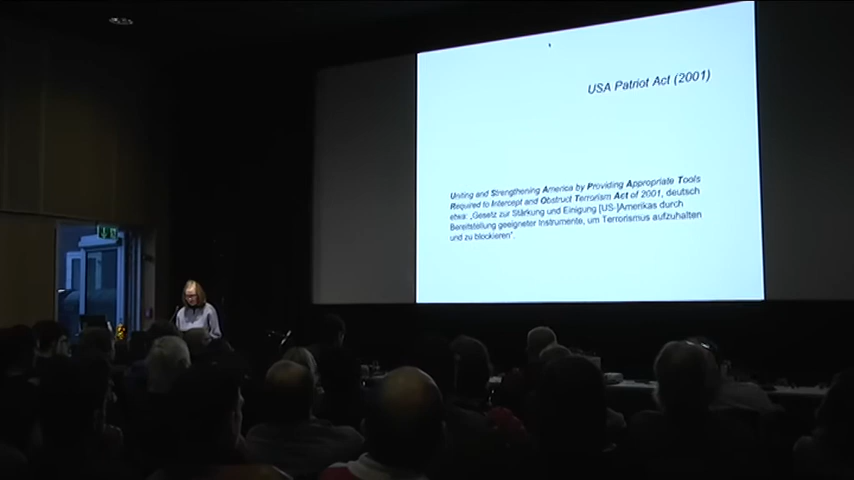 USA Patriot Act (2001)
Uniting and Strengthening America by Providing Appropriate Tools
Required to Intercept and Obstruct Terrorism Act of 2001, deutsch
etwa: „Gesetz zur Stärkung und Einigung [US-]Amerikas durch
Bereitstellung geeigneter Instrumente, um Terrorismus aufzuhalten
und zu blockieren“.